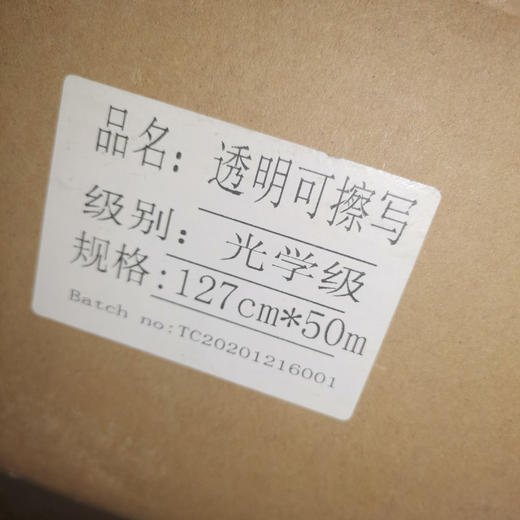 品名：透明可擦写
级别：光学级
规格：127cm*50m
Batch no:TC20201216001